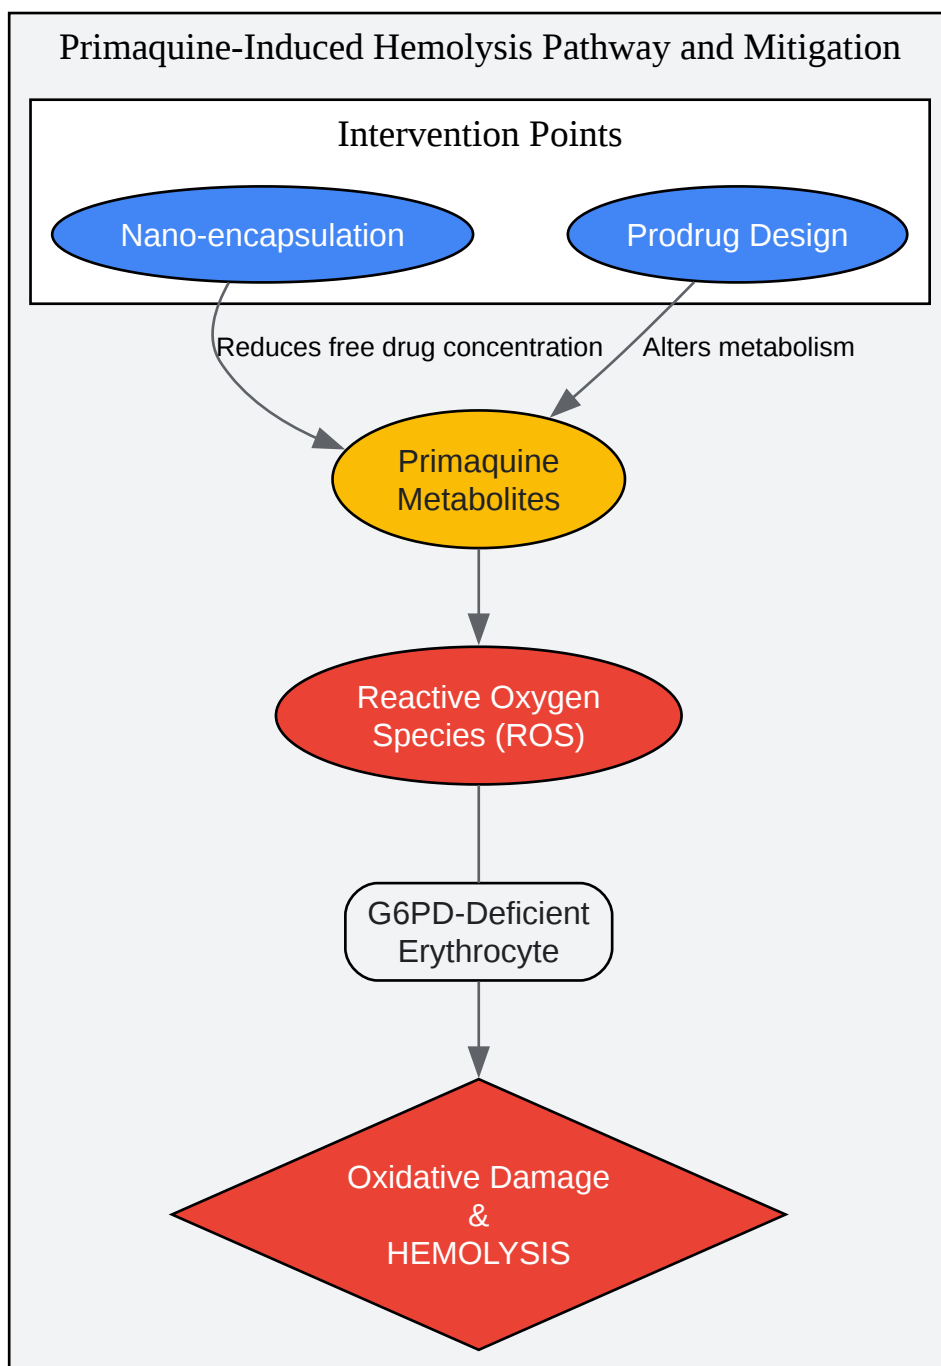 Primaquine-Induced Hemolysis Pathway and Mitigation
Intervention Points
Nano-encapsulation
Prodrug Design
Reduces free drug concentration
Alters metabolism
Primaquine
Metabolites
Reactive Oxygen
Species (ROS)
G6PD-Deficient
Erythrocyte
Oxidative Damage
&
HEMOLYSIS